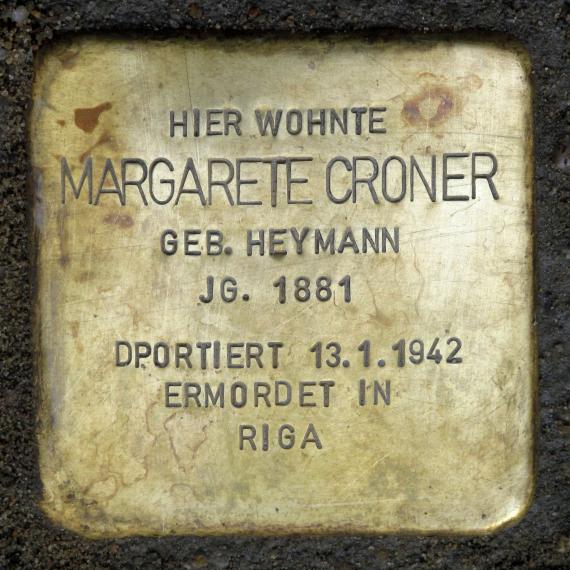 HIER WOHNTE
MARGARETE CRONER
GEB. HEYMANN
JG. 1881
DPORTIERT 13.1.1942
ERMORDET IN
RIGA